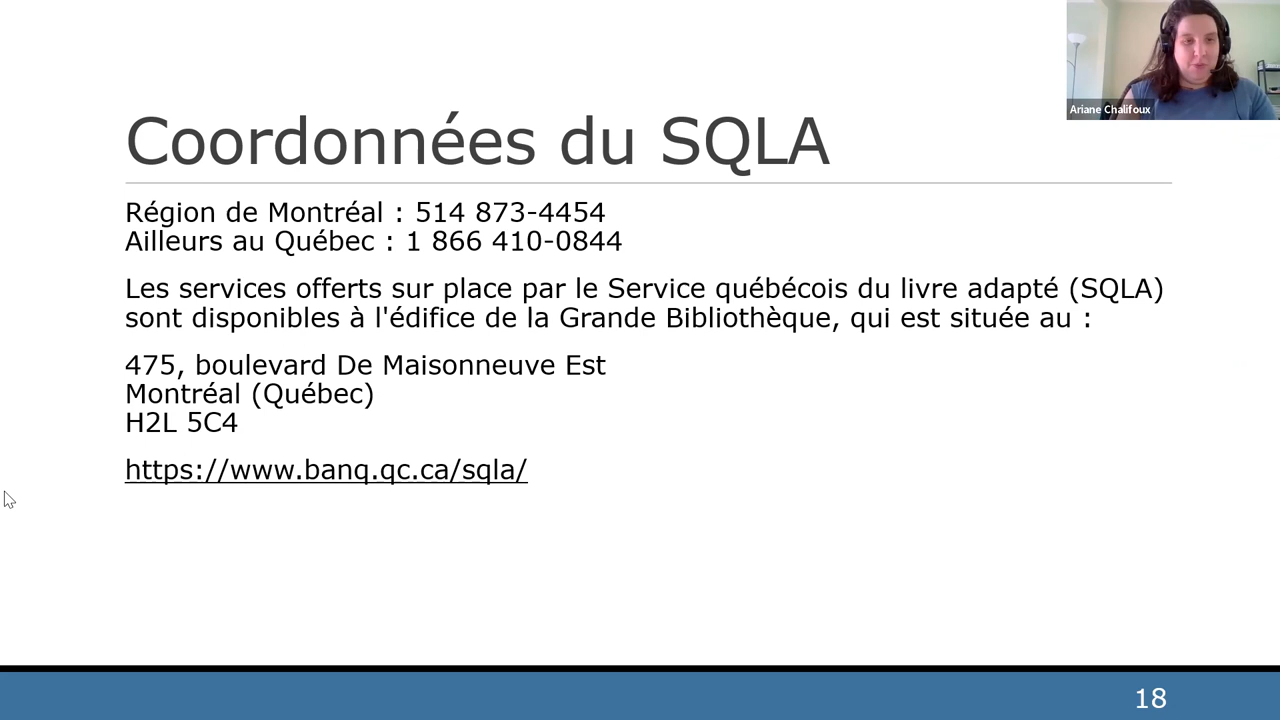 Ariane Chalifoux
Coordonnées du SQLA
Région de Montréal : 514 873-4454
Ailleurs au Québec : 1 866 410-0844
Les services offerts sur place par le Service québécois du livre adapté (SQLA)
sont disponibles à l'édifice de la Grande Bibliothèque, qui est située au :
475, boulevard De Maisonneuve Est
Montréal (Québec)
H2L 5C4
https://www.banq.qc.ca/sqla/
18